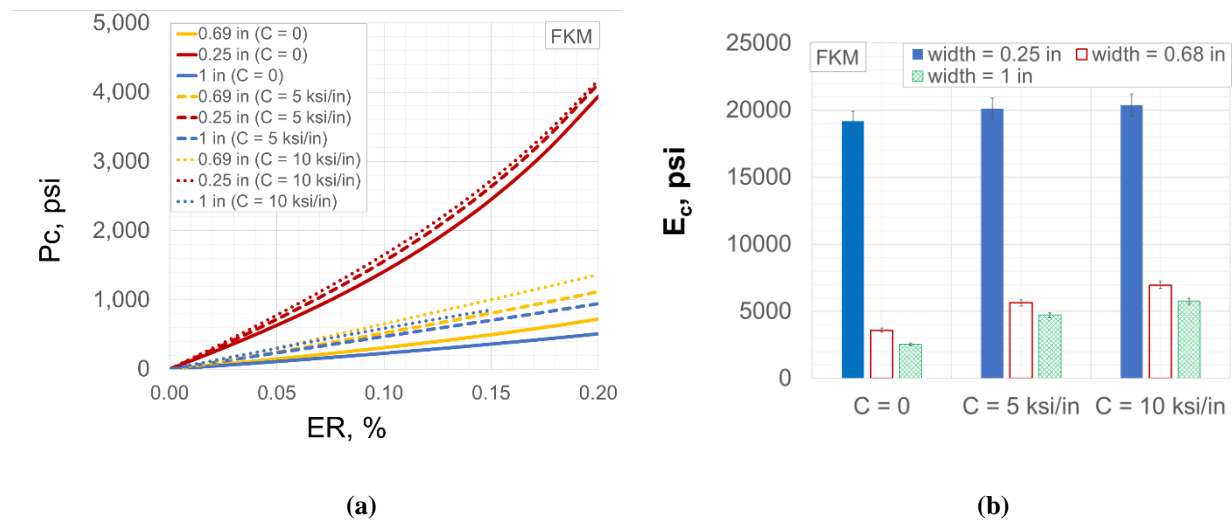 5,000
4,000
3,000
2,000
1,000
0
Pc, psi
0.69 in (C = 0)
0.25 in (C = 0)
1 in (C = 0)
0.69 in (C = 5 ksi/in)
0.25 in (C = 5 ksi/in)
1 in (C = 5 ksi/in)
0.69 in (C = 10 ksi/in)
0.25 in (C = 10 ksi/in)
1 in (C = 10 ksi/in)
FKM
0.00 0.05 0.10 0.15 0.20
ER, %
(a)
25000
20000
15000
10000
5000
0
Ec, psi
FKM
width = 0.25 in width = 0.68 in
width = 1 in
C = 0 C = 5 ksi/in C = 10 ksi/in
(b)